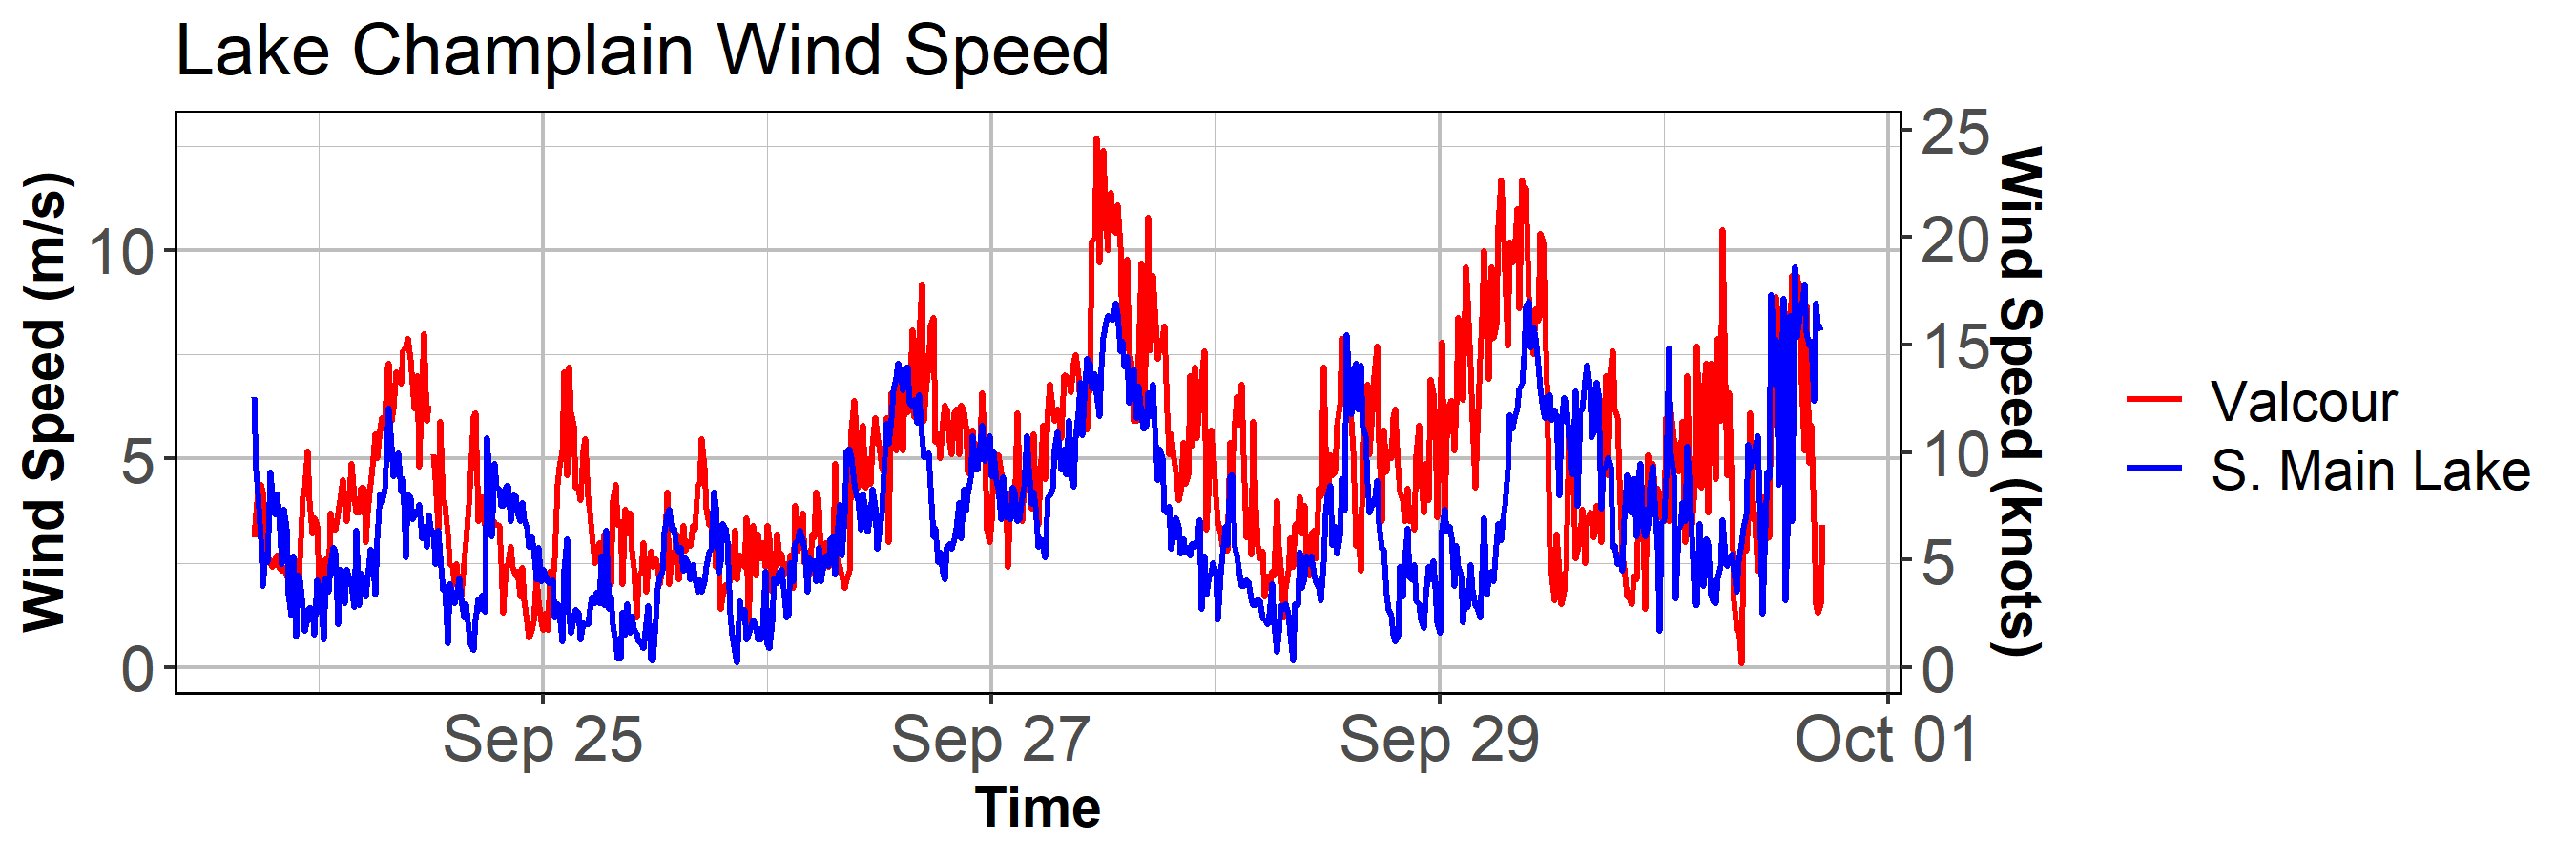 Lake Champlain Wind Speed
Wind Speed (m/s)
10
5
0
25
20
15
10
5
0
Wind Speed (knots)
Sep 25
Sep 27
Sep 29
Oct 01
Time
Valcour
S. Main Lake